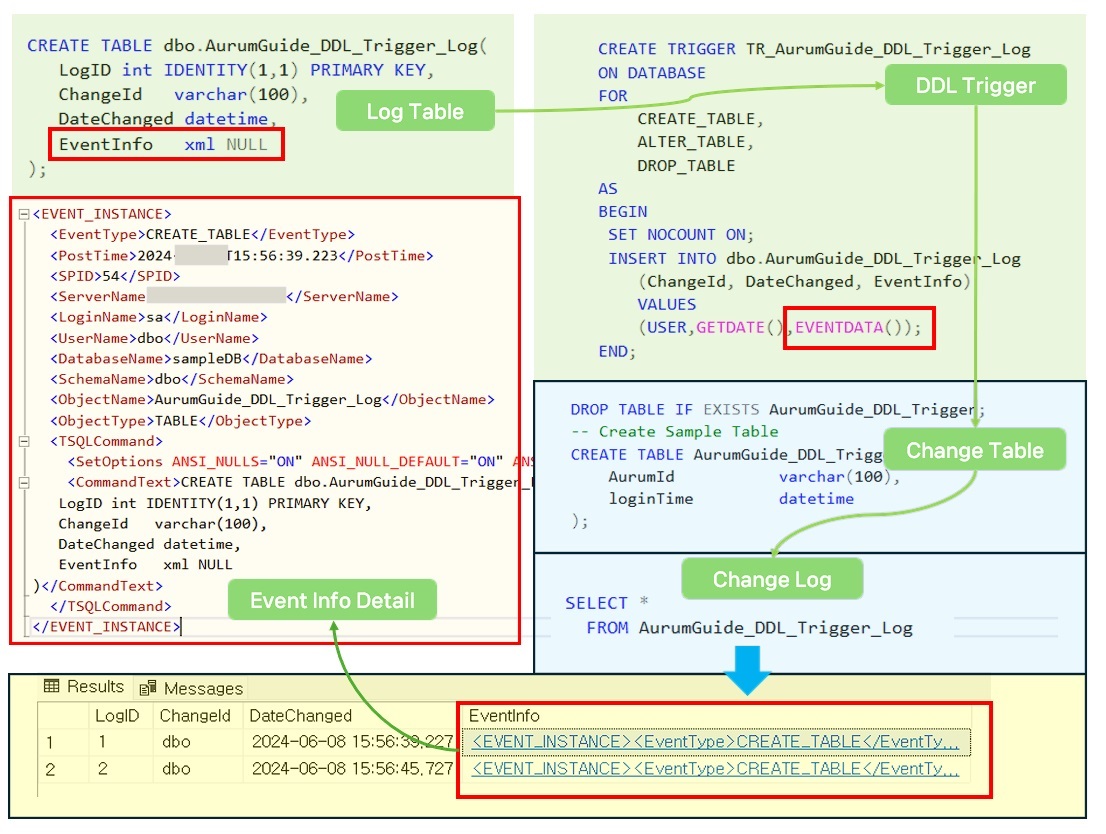 CREATE TABLE dbo.AurumGuide_DDL_Trigger_Log(
LogID int IDENTITY(1,1) PRIMARY KEY,
ChangeId varchar(100),
DateChanged datetime,
EventInfo xml NULL
);
Log Table
CREATE TRIGGER TR_AurumGuide_DDL_Trigger_Log
ON DATABASE
FOR
CREATE_TABLE,
ALTER_TABLE,
DROP_TABLE
AS
BEGIN
SET NOCOUNT ON;
INSERT INTO dbo.AurumGuide_DDL_Trigger_Log
(ChangeId, DateChanged, EventInfo)
VALUES
(USER,GETDATE(),EVENTDATA());
END;
DDL Trigger
<EVENT_INSTANCE>
<EventType>CREATE_TABLE</EventType>
<PostTime>2024- T15:56:39.223</PostTime>
<SPID>54</SPID>
<ServerName </ServerName>
<LoginName>sa</LoginName>
<UserName>dbo</UserName>
<DatabaseName>sampleDB</DatabaseName>
<SchemaName>dbo</SchemaName>
<ObjectName>AurumGuide_DDL_Trigger_Log</ObjectName>
<ObjectType>TABLE</ObjectType>
<TSQLCommand>
<SetOptions ANSI_NULLS="ON" ANSI_NULL_DEFAULT="ON" ANS
<CommandText>CREATE TABLE dbo.AurumGuide_DDL_Trigger_
LogID int IDENTITY(1,1) PRIMARY KEY,
ChangeId varchar(100),
DateChanged datetime,
EventInfo xml NULL
)</CommandText>
</TSQLCommand>
</EVENT_INSTANCE>
Event Info Detail
DROP TABLE IF EXISTS AurumGuide_DDL_Trigger;
-- Create Sample Table
CREATE TABLE AurumGuide_DDL_Trigg
AurumId varchar(100),
loginTime datetime
);
Change Table
Change Log
SELECT *
FROM AurumGuide_DDL_Trigger_Log
Results Messages
LogID ChangeId DateChanged EventInfo
1 1 dbo 2024-06-08 15:56:39,227 <EVENT_INSTANCE><EventType>CREATE_TABLE</EventTy...
2 2 dbo 2024-06-08 15:56:45,727 <EVENT_INSTANCE><EventType>CREATE_TABLE</EventTy...